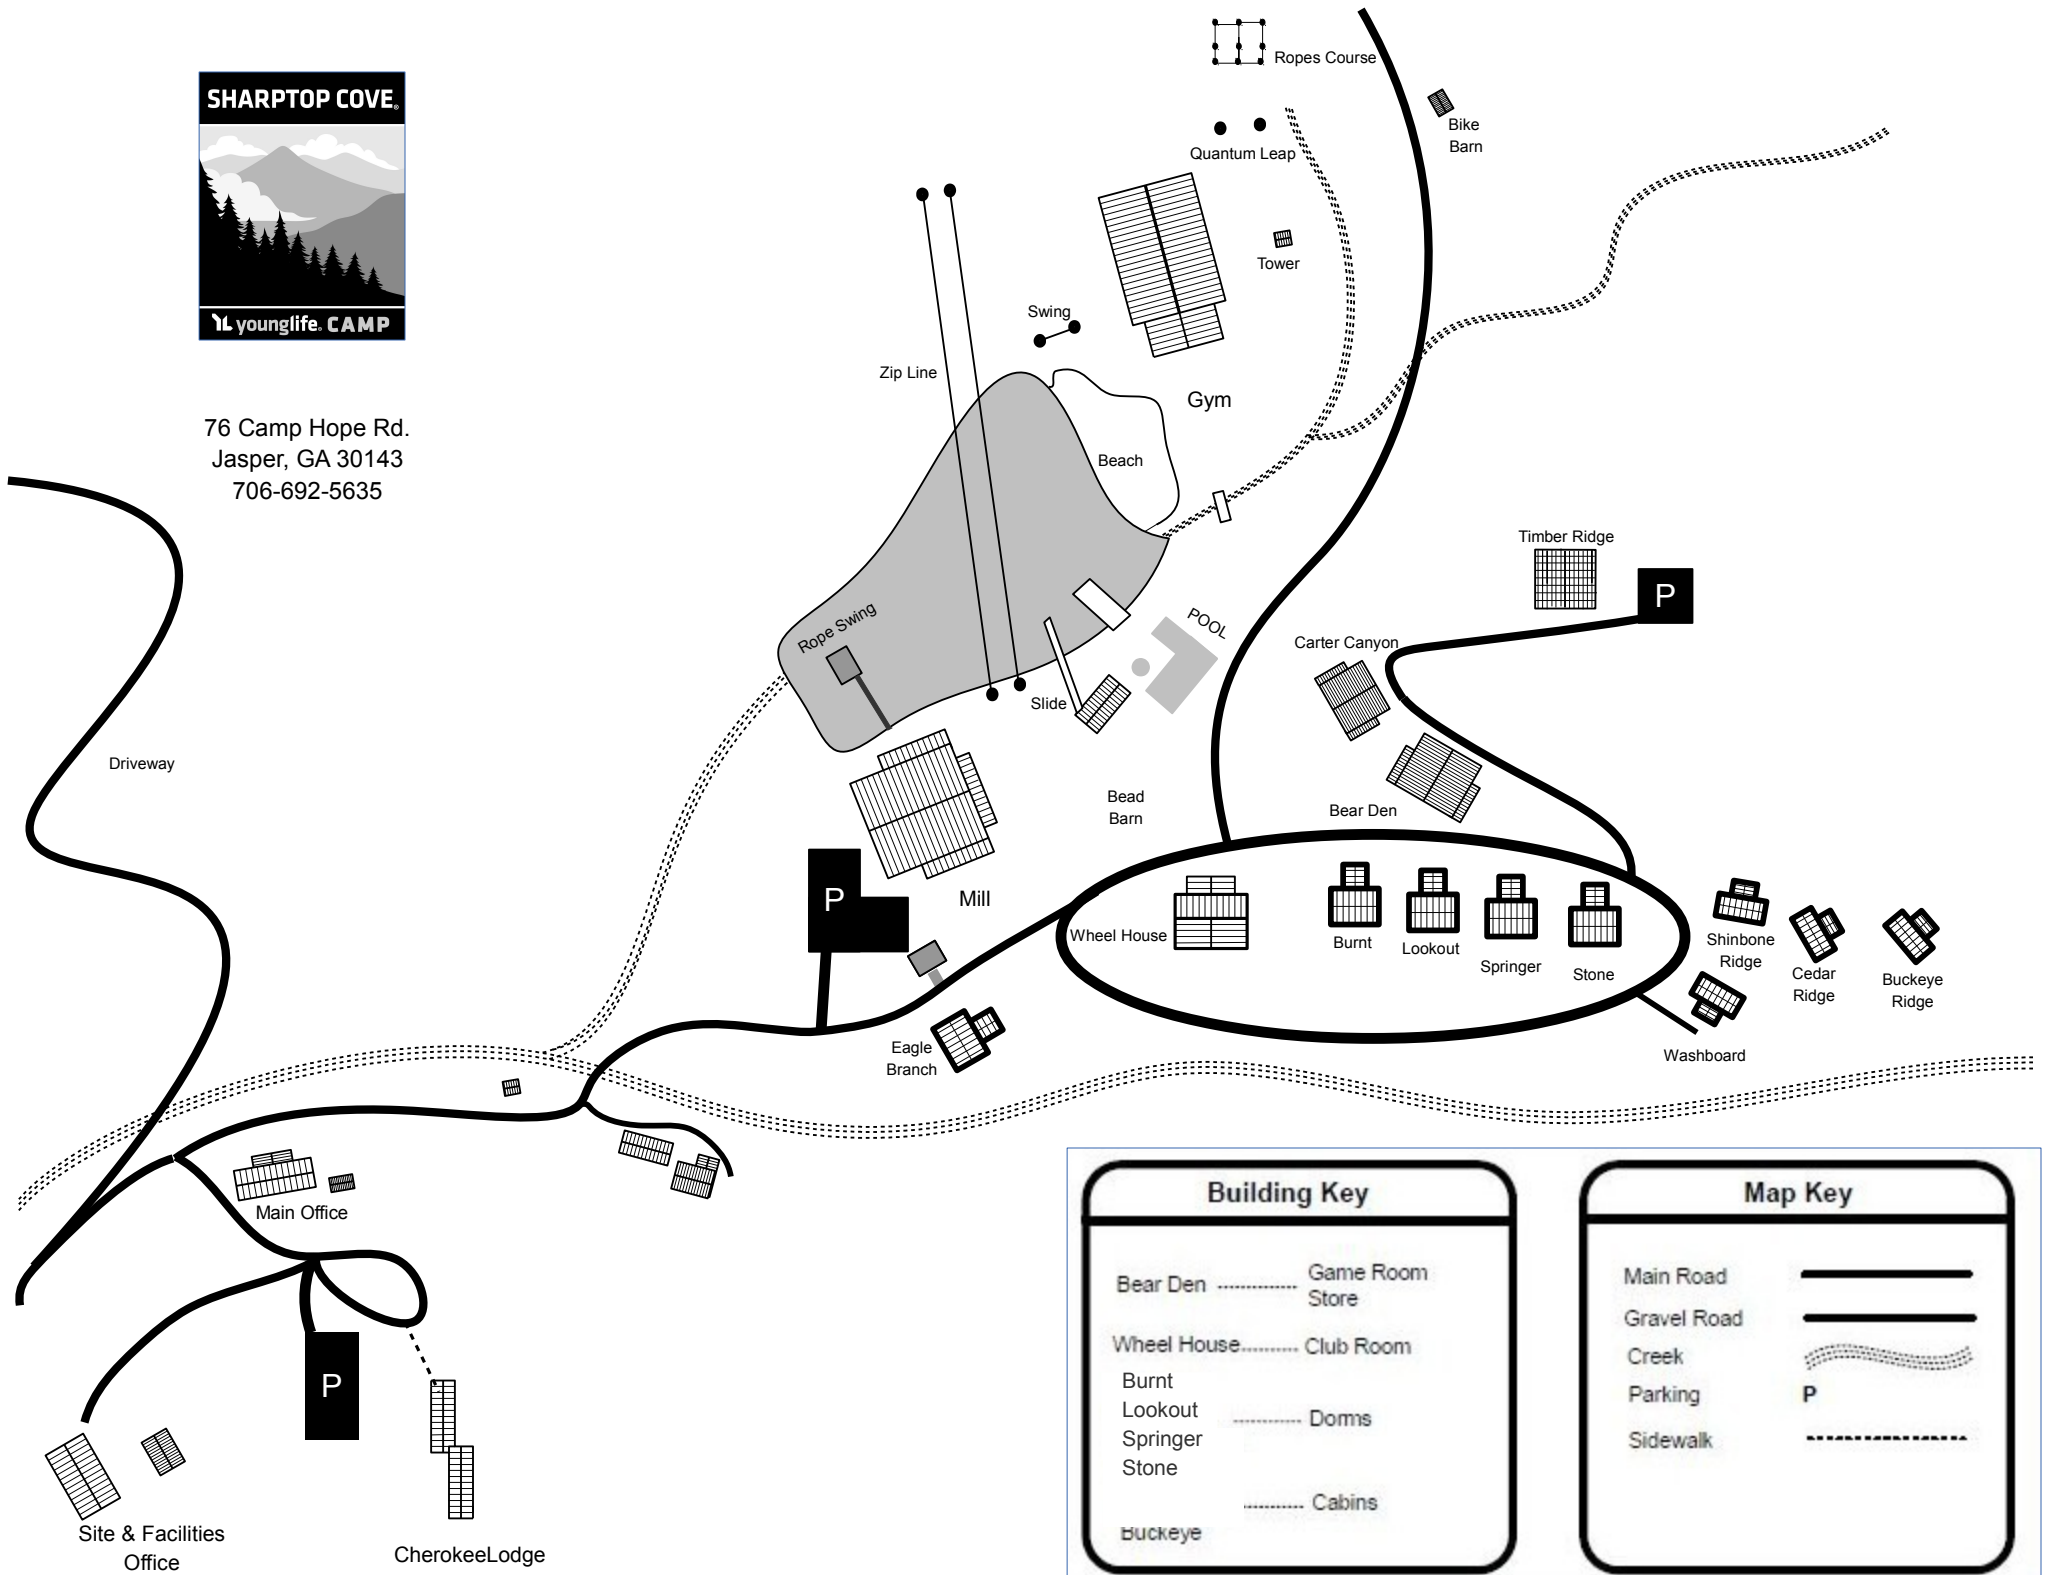 SHARPTOP COVE®
younglife. CAMP
76 Camp Hope Rd.
Jasper, GA 30143
706-692-5635
Ropes Course
Bike
Barn
Quantum Leap
Tower
Swing
Zip Line
Gym
Beach
Timber Ridge
P
Rope Swing
POOL
Carter Canyon
Slide
Driveway
Bead
Barn
Bear Den
P
Mill
Wheel House
Burnt
Lookout
Springer
Stone
Shinbone
Ridge
Cedar
Ridge
Buckeye
Ridge
Eagle
Branch
Washboard
Main Office
P
Site & Facilities
Office
CherokeeLodge
Building Key
Bear Den
Game Room
Store
Wheel House
Club Room
Burnt
Lookout
Springer
Stone
Dorms
Cabins
Buckeye
Map Key
Main Road
Gravel Road
Creek
Parking P
Sidewalk